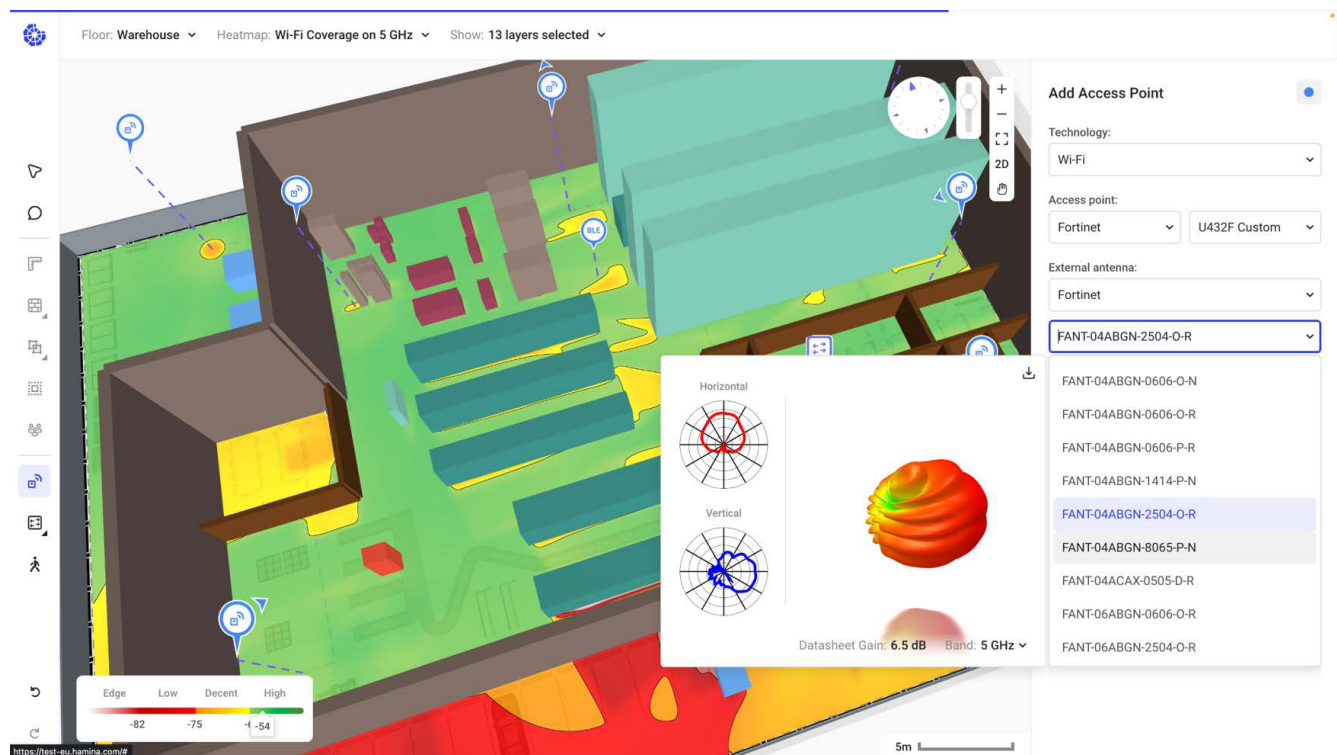 Floor: Warehouse Heatmap: Wi-Fi Coverage on 5 GHz Show: 13 layers selected
Add Access Point
Technology:
Wi-Fi
Access point:
Fortinet U432F Custom
External antenna:
Fortinet
FANT-04ABGN-2504-O-R
FANT-04ABGN-0606-O-N
FANT-04ABGN-0606-O-R
FANT-04ABGN-0606-P-R
FANT-04ABGN-1414-P-N
FANT-04ABGN-2504-O-R
FANT-04ABGN-8065-P-N
FANT-04ACAX-0505-D-R
FANT-06ABGN-0606-O-R
FANT-06ABGN-2504-O-R
2D
BLE
Horizontal
Vertical
Datasheet Gain: 6.5 dB Band: 5 GHz
Edge Low Decent High
-82 -75 -54
5m
https://test-eu.hamina.com/#